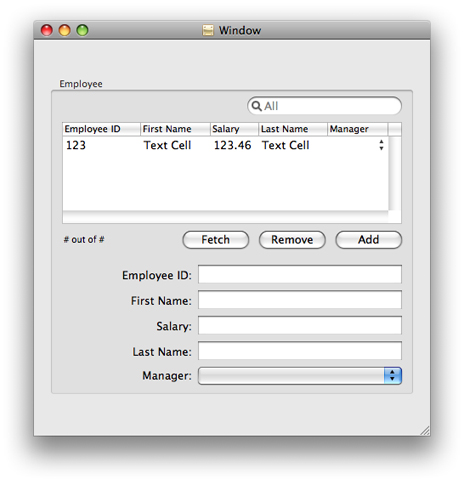 Window
Employee
All
Employee ID First Name Salary Last Name Manager
123 Text Cell 123.46 Text Cell
# out of # Fetch Remove Add
Employee ID:
First Name:
Salary:
Last Name:
Manager: